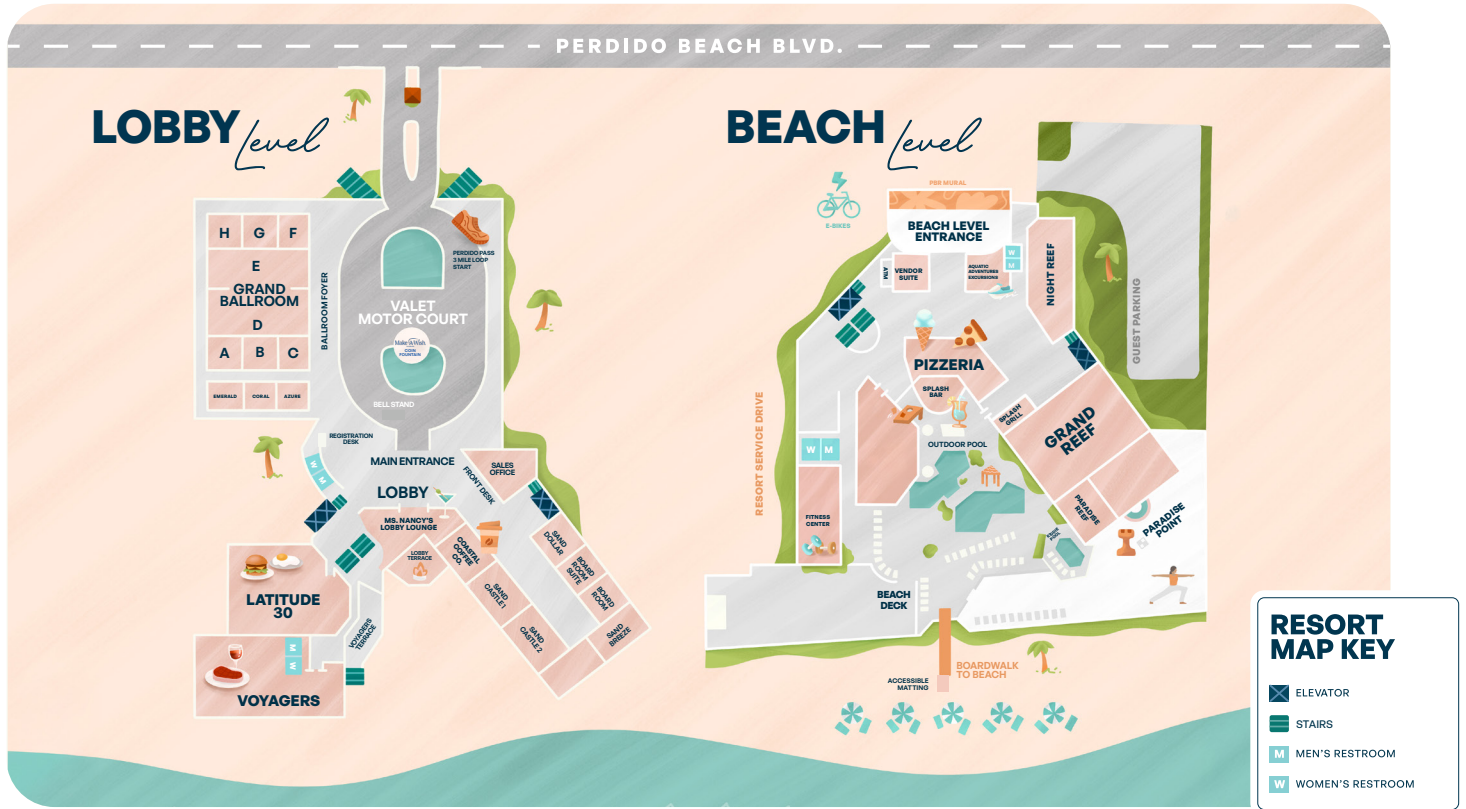 PERDIDO BEACH BLVD.
LOBBY
Level
H
G
F
E
GRAND
BALLROOM
D
A
B
C
EMERALD
CORAL
AZURE
BALLROOM FOYER
PERDIDO PASS
3 MILE LOOP
START
VALET
MOTOR COURT
Make-A-Wish
COIN
FOUNTAIN
BELL STAND
REGISTRATION
DESK
W
M
MAIN ENTRANCE
LOBBY
FRONT DESK
SALES
OFFICE
MS. NANCY'S
LOBBY LOUNGE
LOBBY
TERRACE
COASTAL
COFFEE
CO.
SAND
DOLLAR
BOARD
ROOM
SUITE
BOARD
ROOM
SAND
BREEZE
SAND
CASTLE 1
SAND
CASTLE 2
LATITUDE
30
VOYAGERS
TERRACE
M
W
VOYAGERS
BEACH
Level
E-BIKES
PBR MURAL
BEACH LEVEL
ENTRANCE
ATM
VENDOR
SUITE
AQUATIC
ADVENTURES
EXCURSIONS
W
M
NIGHT REEF
GUEST PARKING
PIZZERIA
SPLASH
BAR
SPLASH
GRILL
GRAND
REEF
RESORT SERVICE DRIVE
W
M
OUTDOOR POOL
FITNESS
CENTER
PARADISE
REEF
PARADISE
POINT
POOL
BEACH
DECK
BOARDWALK
TO BEACH
ACCESSIBLE
MATTING
RESORT
MAP KEY
ELEVATOR
STAIRS
M
MEN'S RESTROOM
W
WOMEN'S RESTROOM